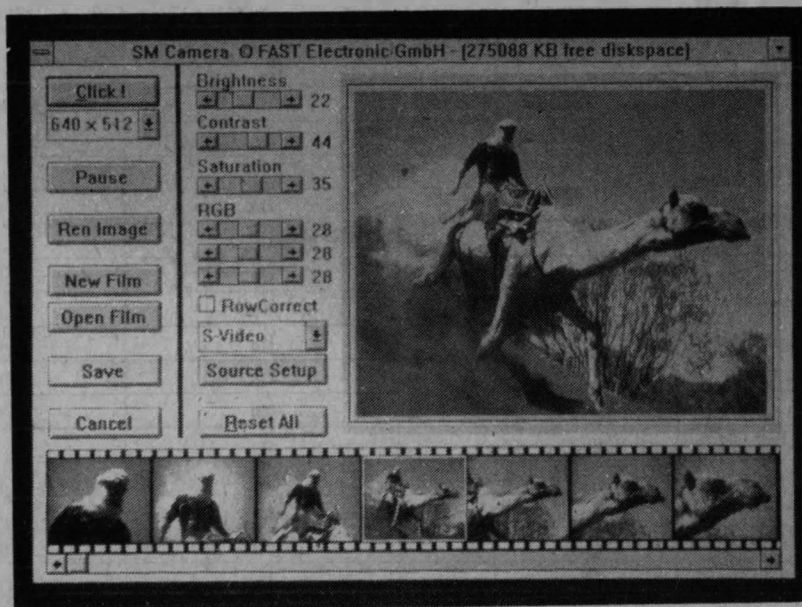 SM Camera © FAST Electronic GmbH - (275088 KB free diskspace)
Click !
640 x 512
Pause
Ren Image
New Film
Open Film
Save
Cancel
Brightness
22
Contrast
44
Saturation
35
RGB
28
28
28
RowCorrect
S-Video
Source Setup
Reset All